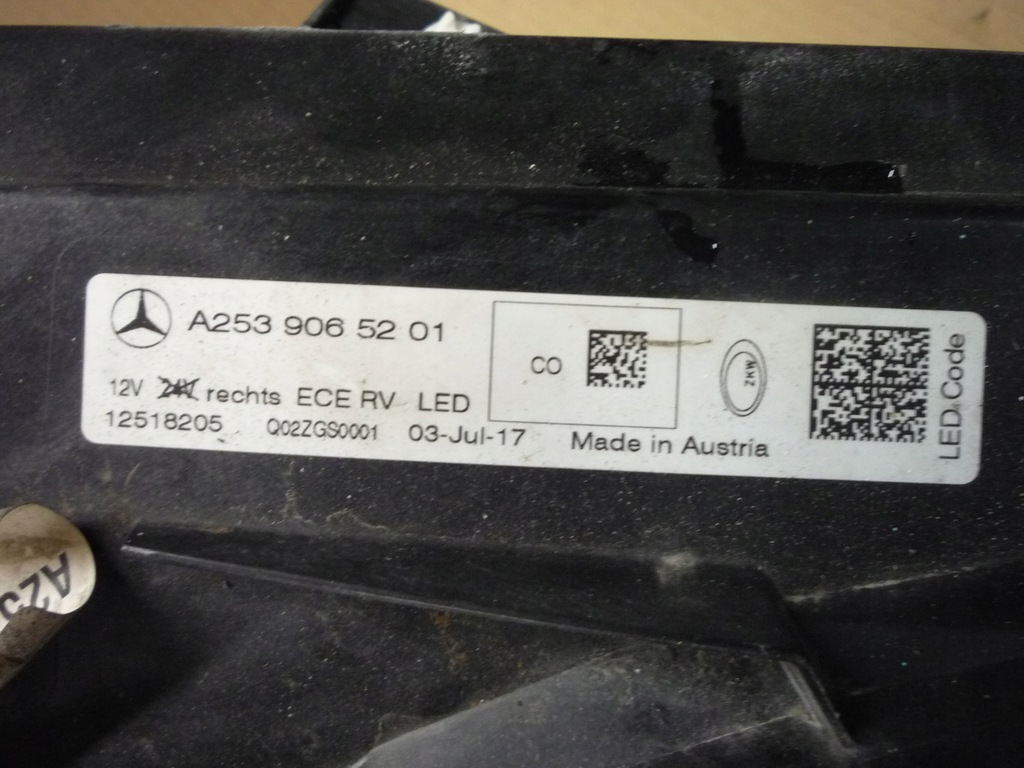 A253 906 52 01
12V 24V rechts ECE RV LED
12518205 Q02ZGS0001 03-Jul-17 Made in Austria
CO
ZKW
LED Code
A25